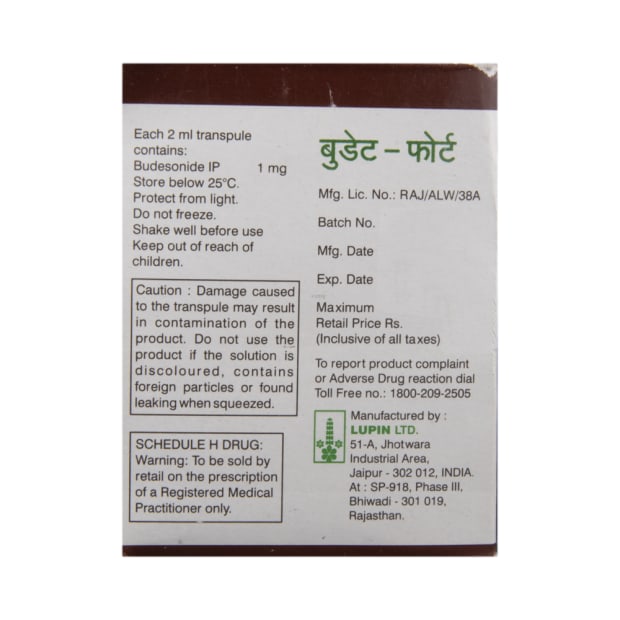 Each 2 ml transpule
contains:
Budesonide IP 1 mg
Store below 25°C.
Protect from light.
Do not freeze.
Shake well before use
Keep out of reach of
children.
Caution : Damage caused
to the transpule may result
in contamination of the
product. Do not use the
product if the solution is
discoloured, contains
foreign particles or found
leaking when squeezed.
SCHEDULE H DRUG:
Warning: To be sold by
retail on the prescription
of a Registered Medical
Practitioner only.
बुडेट – फोर्ट
Mfg. Lic. No.: RAJ/ALW/38A
Batch No.
Mfg. Date
Exp. Date
Maximum
Retail Price Rs.
(Inclusive of all taxes)
To report product complaint
or Adverse Drug reaction dial
Toll Free no.: 1800-209-2505
Manufactured by :
LUPIN LTD.
51-A, Jhotwara
Industrial Area,
Jaipur - 302 012, INDIA.
At : SP-918, Phase III,
Bhiwadi - 301 019,
Rajasthan.